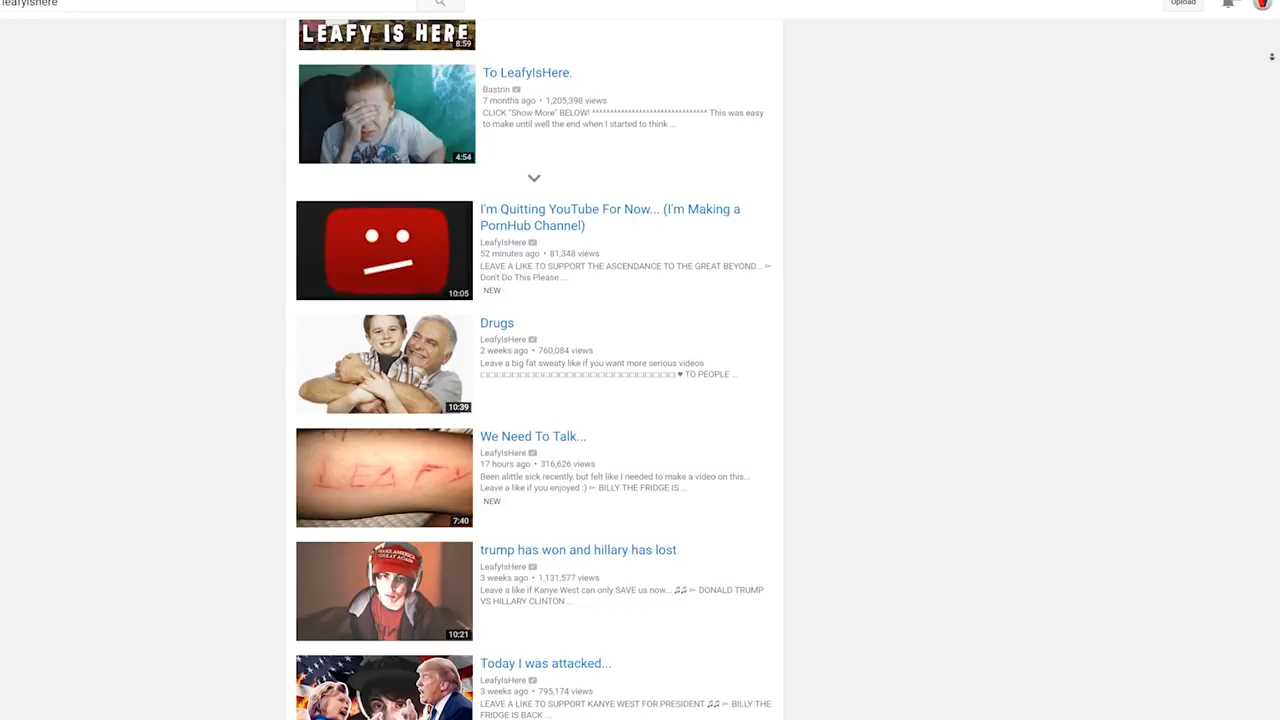 leafyishere
Upload
LEAFY IS HERE
8:59
To LeafyIsHere.
Bastrin
7 months ago • 1,205,398 views
CLICK "Show More" BELOW! ^^^^^^^^^^^^^^^^^^^^^^^^^^^^^^^^ This was easy
to make until well the end when I started to think ...
4:54
I'm Quitting YouTube For Now... (I'm Making a
PornHub Channel)
LeafyIsHere
52 minutes ago • 81,348 views
LEAVE A LIKE TO SUPPORT THE ASCENDANCE TO THE GREAT BEYOND... ✄
Don't Do This Please ...
NEW
10:05
Drugs
LeafyIsHere
2 weeks ago • 760,084 views
Leave a big fat sweaty like if you want more serious videos
♥ TO PEOPLE ...
10:39
We Need To Talk...
LeafyIsHere
17 hours ago • 316,626 views
Been alittle sick recently, but felt like I needed to make a video on this...
Leave a like if you enjoyed :) ✄ BILLY THE FRIDGE IS ...
NEW
LEAFY
7:40
trump has won and hillary has lost
LeafyIsHere
3 weeks ago • 1,131,577 views
Leave a like if Kanye West can only SAVE us now... ♫♫ ✄ DONALD TRUMP
VS HILLARY CLINTON ...
MAKE AMERICA
GREAT AGAIN
10:21
Today I was attacked...
LeafyIsHere
3 weeks ago • 795,174 views
LEAVE A LIKE TO SUPPORT KANYE WEST FOR PRESIDENT ♫♫ ✄ BILLY THE
FRIDGE IS BACK ...